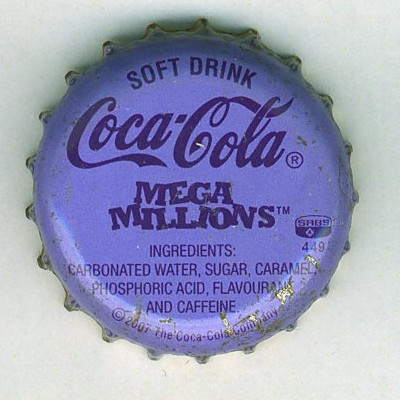 SOFT DRINK
Coca-Cola®
MEGA
MILLIONS™
SABS
449
INGREDIENTS:
CARBONATED WATER, SUGAR, CARAMEL,
PHOSPHORIC ACID, FLAVOURANT
AND CAFFEINE.
©2007 The Coca-Cola Company